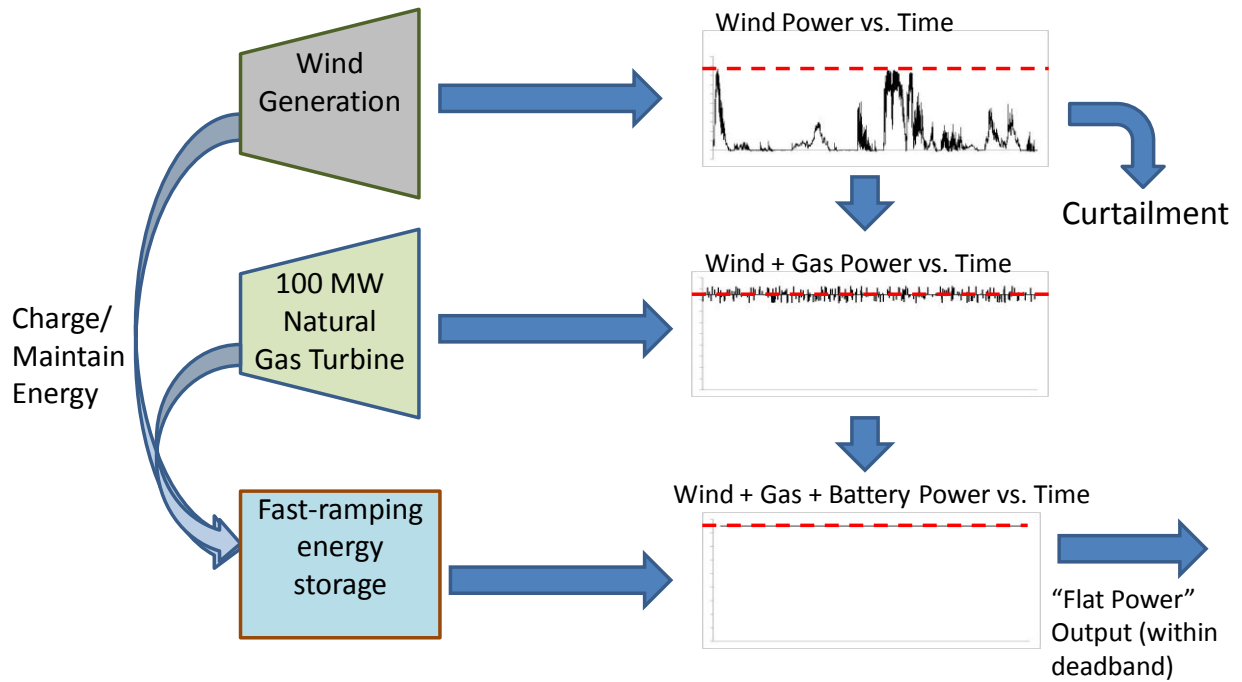 Wind Power vs. Time
Wind
Generation
Curtailment
Wind + Gas Power vs. Time
100 MW
Natural
Gas Turbine
Charge/
Maintain
Energy
Wind + Gas + Battery Power vs. Time
Fast-ramping
energy
storage
“Flat Power”
Output (within
deadband)